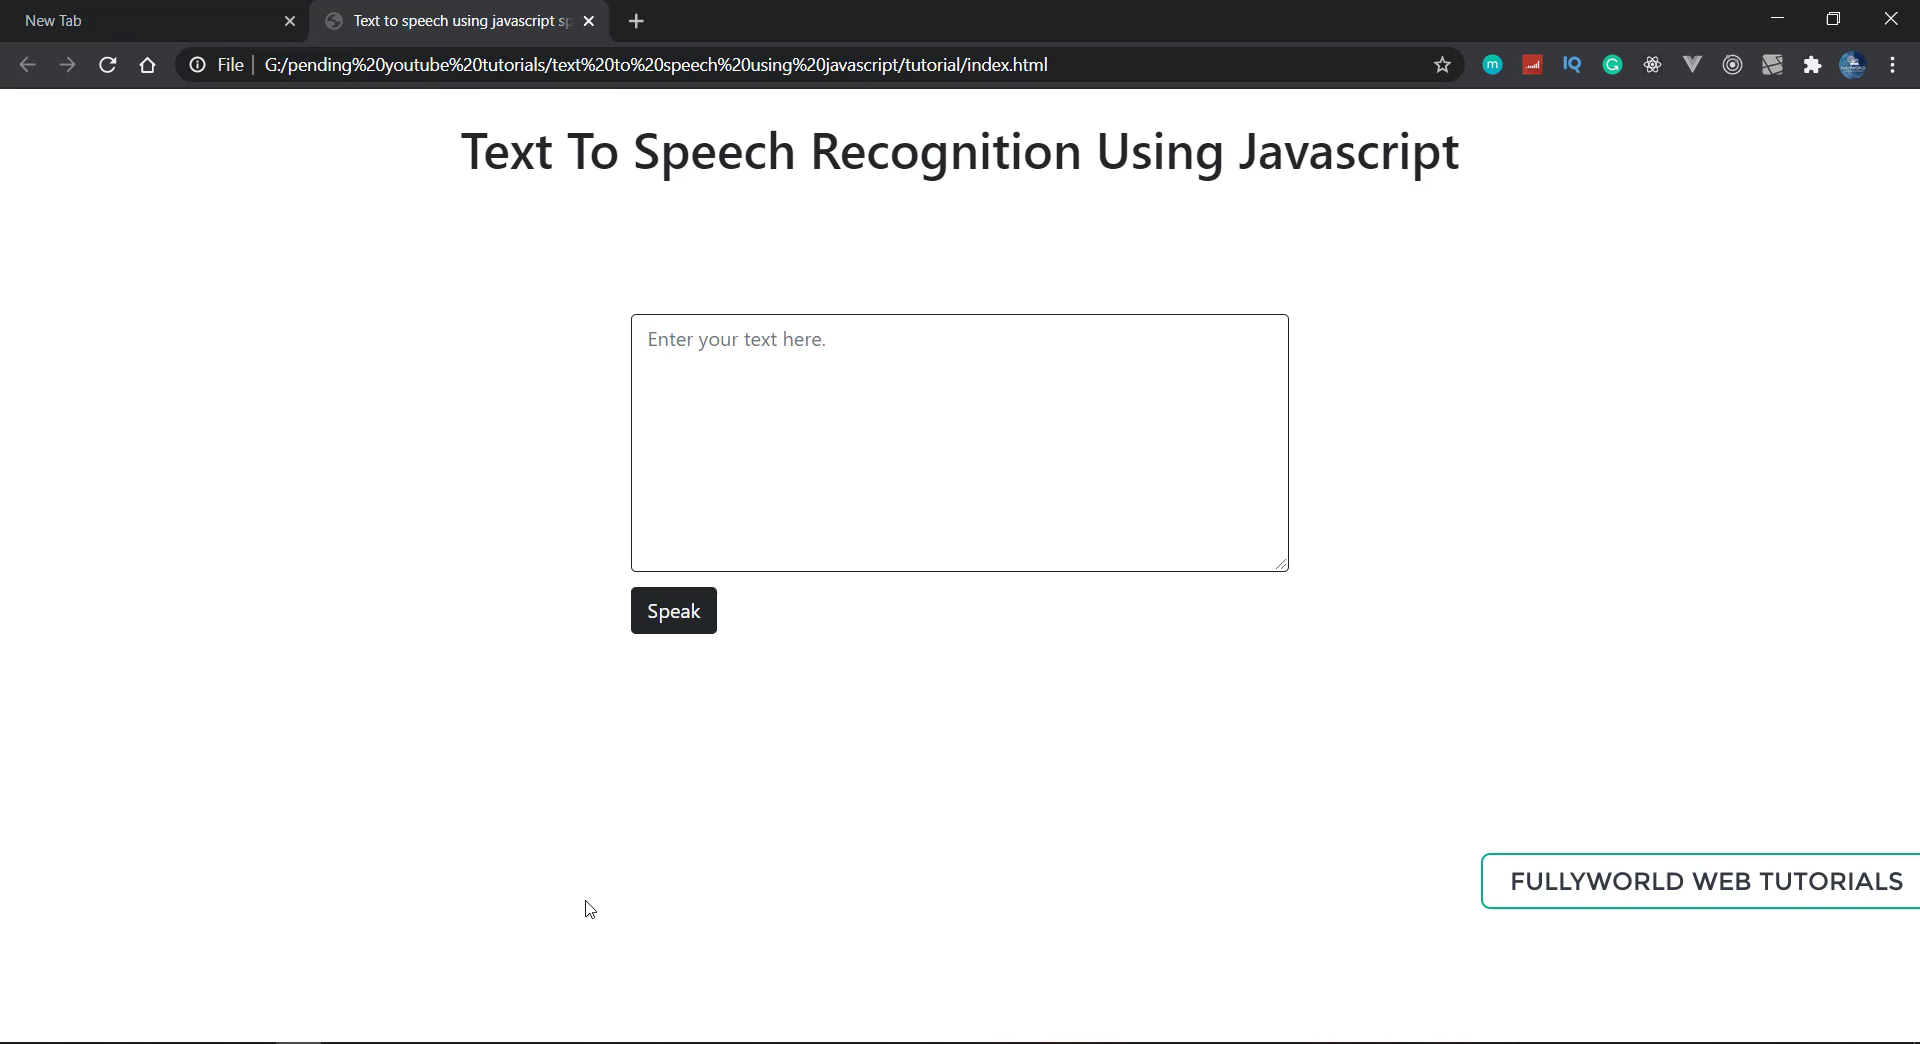 New Tab
Text to speech using javascript sp
File
G:/pending%20youtube%20tutorials/text%20to%20speech%20using%20javascript/tutorial/index.html
m
IQ
G
Text To Speech Recognition Using Javascript
Enter your text here.
Speak
FULLYWORLD WEB TUTORIALS